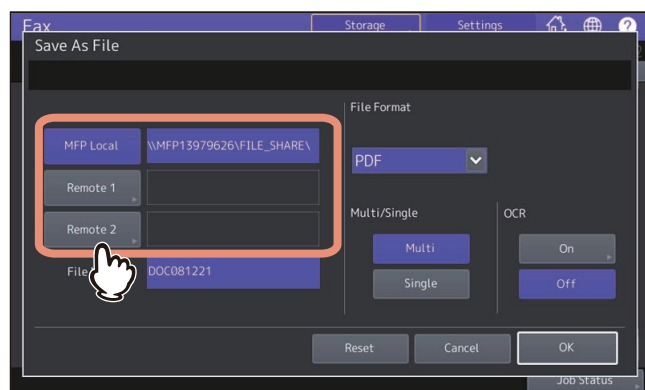 Fax
Storage
Settings
Save As File
File Format
MFP Local
\\MFP13979626\FILE_SHARE\
PDF
Remote 1
Remote 2
Multi/Single
OCR
Multi
On
File
DOC081221
Single
Off
Reset
Cancel
OK
Job Status